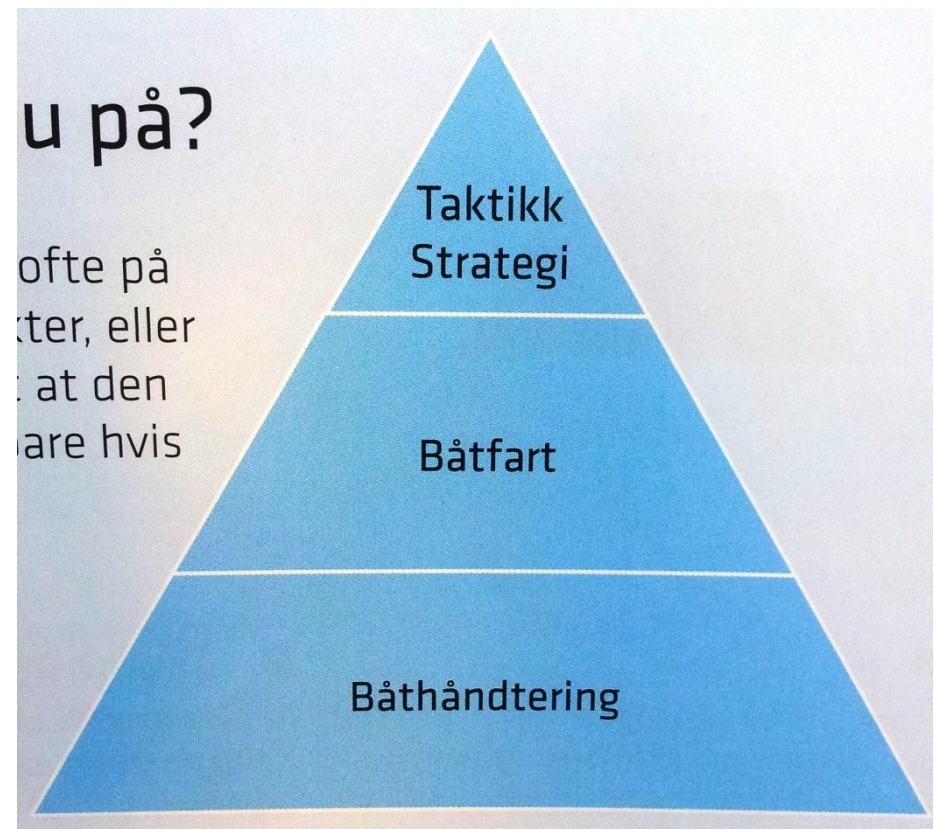 u på?
ofte på
ter, eller
at den
are hvis
Taktikk
Strategi
Båtfart
Båthåndtering